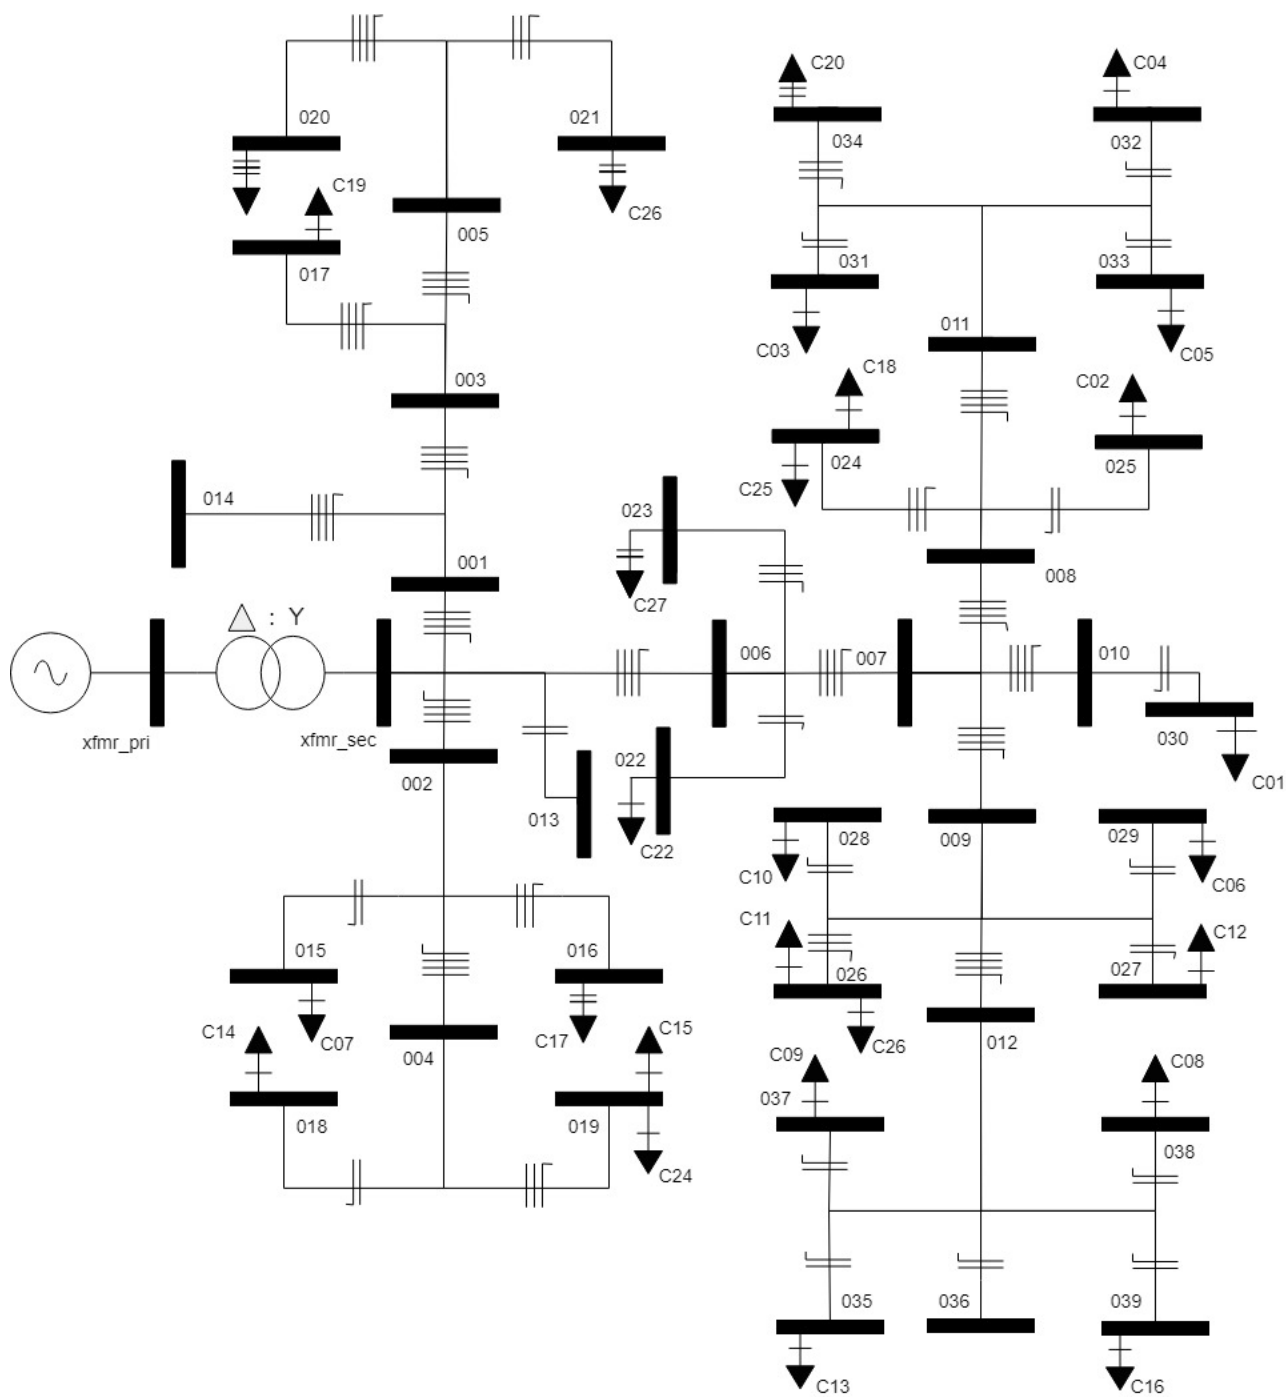 C20
C04
020
021
034
032
C19
C26
005
017
031
033
011
C03
C05
003
C18
C02
024
025
014
C25
023
001
008
C27
△ : Y
006
007
010
xfmr_pri
xfmr_sec
030
002
022
C01
013
C22
028
009
029
C10
C06
C11
C12
015
016
026
027
C14
C07
C17
C15
004
C26
012
C09
C08
037
018
019
038
C24
035
036
039
C13
C16